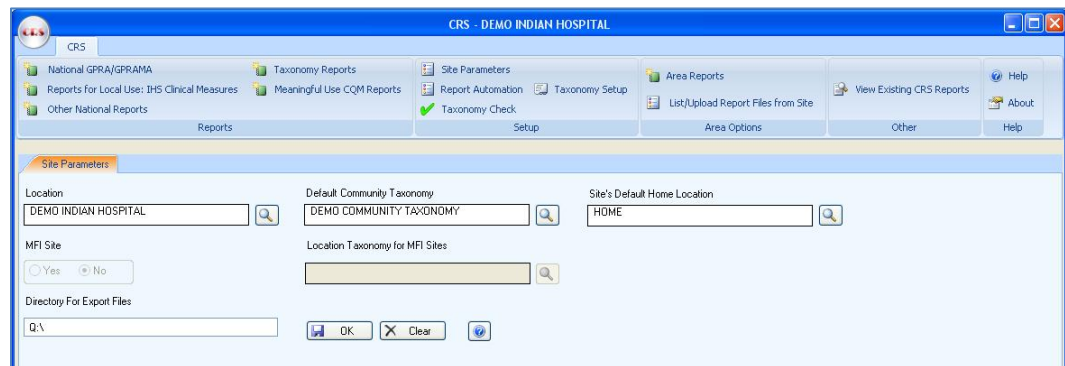 CRS - DEMO INDIAN HOSPITAL
CRS
CRS
National GPRA/GPRAMA
Taxonomy Reports
Site Parameters
Area Reports
Help
Reports for Local Use: IHS Clinical Measures
Meaningful Use CQM Reports
Report Automation
Taxonomy Setup
View Existing CRS Reports
Other National Reports
Taxonomy Check
List/Upload Report Files from Site
About
Reports
Setup
Area Options
Other
Help
Site Parameters
Location
Default Community Taxonomy
Site's Default Home Location
DEMO INDIAN HOSPITAL
DEMO COMMUNITY TAXONOMY
HOME
MFI Site
Location Taxonomy for MFI Sites
Yes
No
Directory For Export Files
Q:\
OK
Clear